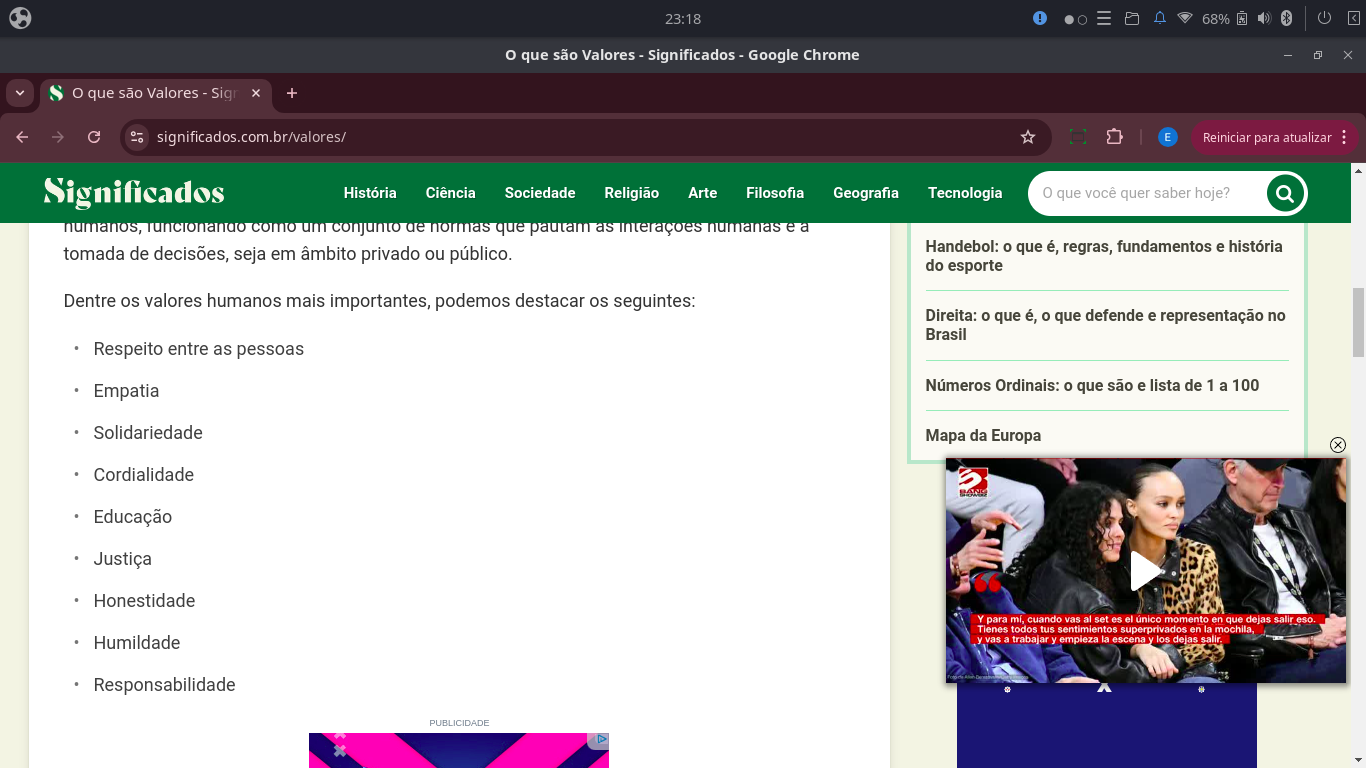 23:18
68%
O que são Valores - Significados - Google Chrome
O que são Valores - Sign
significados.com.br/valores/
E
Reiniciar para atualizar
Significados
História
Ciência
Sociedade
Religião
Arte
Filosofia
Geografia
Tecnologia
O que você quer saber hoje?
humanos, funcionando como um conjunto de normas que pautam as interações humanas e a
tomada de decisões, seja em âmbito privado ou público.
Dentre os valores humanos mais importantes, podemos destacar os seguintes:
• Respeito entre as pessoas
• Empatia
• Solidariedade
• Cordialidade
• Educação
• Justiça
• Honestidade
• Humildade
• Responsabilidade
PUBLICIDADE
Handebol: o que é, regras, fundamentos e história
do esporte
Direita: o que é, o que defende e representação no
Brasil
Números Ordinais: o que são e lista de 1 a 100
Mapa da Europa
BANG
SHOWBIZ
Y para mí, cuando vas al set es el único momento en que dejas salir eso.
Tienes todos tus sentimientos superprivados en la mochila,
y vas a trabajar y empieza la escena y los dejas salir.